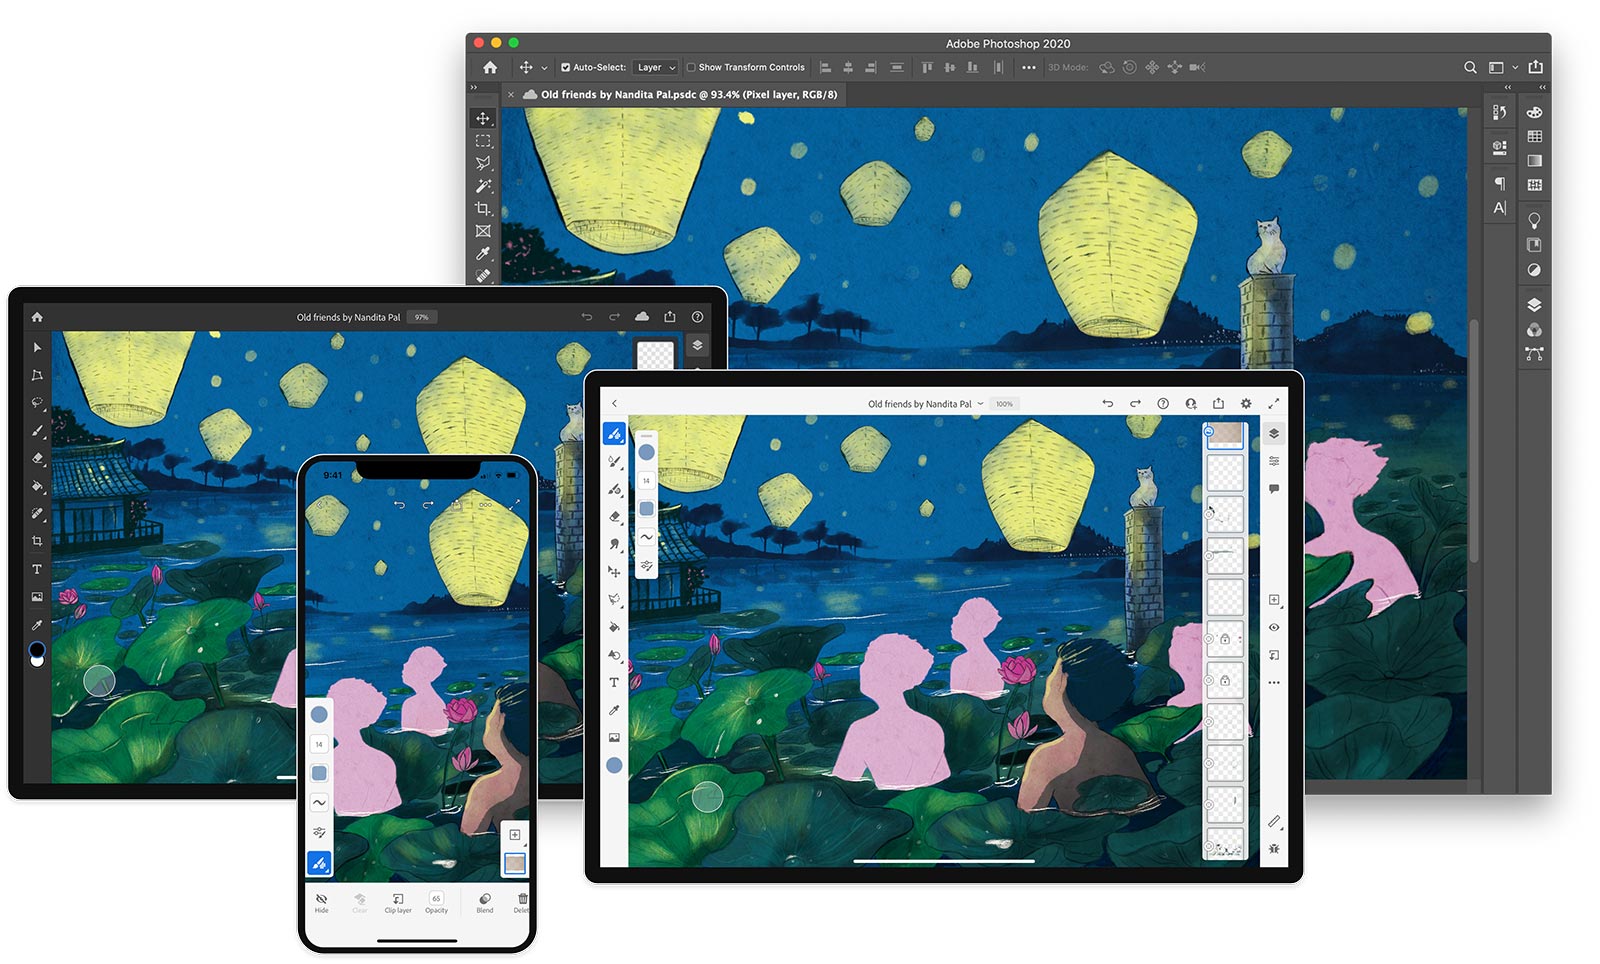 Adobe Photoshop 2020
Auto-Select: Layer Show Transform Controls 3D Mode:
Old friends by Nandita Pal.psdc @ 93.4% (Pixel layer, RGB/8)
Old friends by Nandita Pal 97%
Old friends by Nandita Pal 100%
14
9:41
14
65
Hide Clear Clip layer Opacity Blend Delet